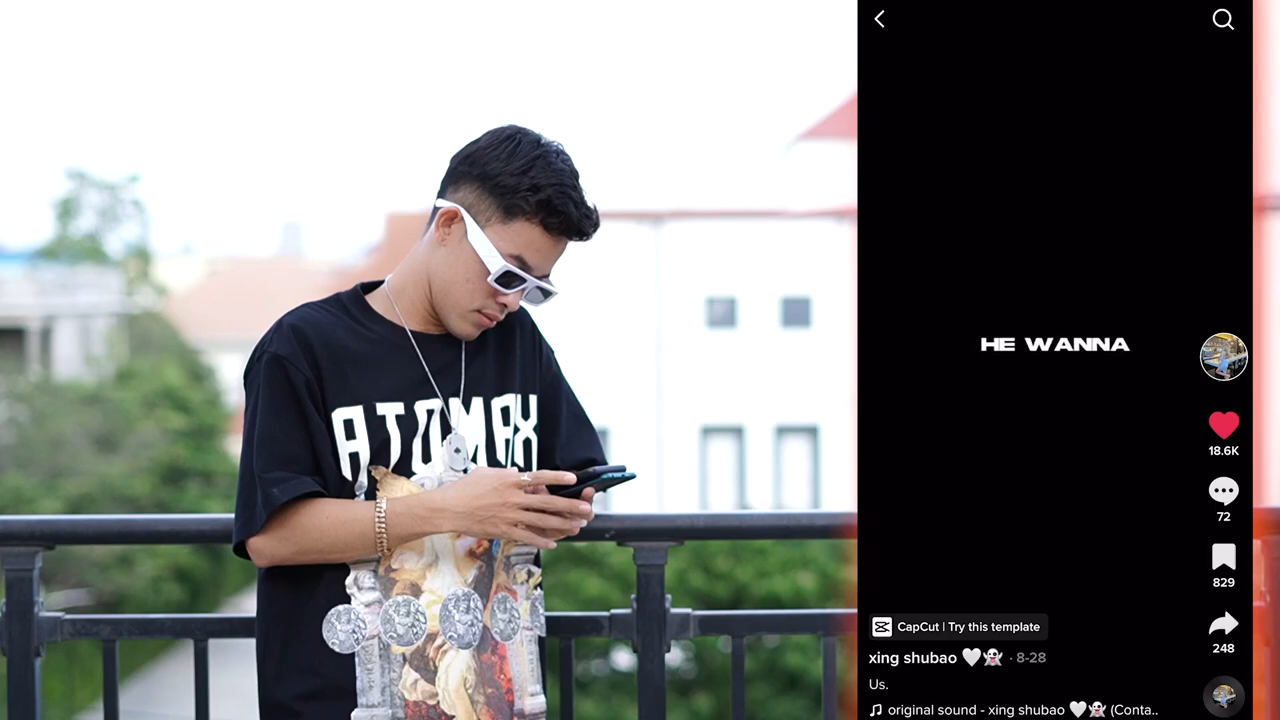 ATOMAX
HE WANNA
18.6K
72
829
248
CapCut | Try this template
xing shubao 🤍👻 · 8-28
Us.
original sound - xing shubao 🤍👻 (Conta..